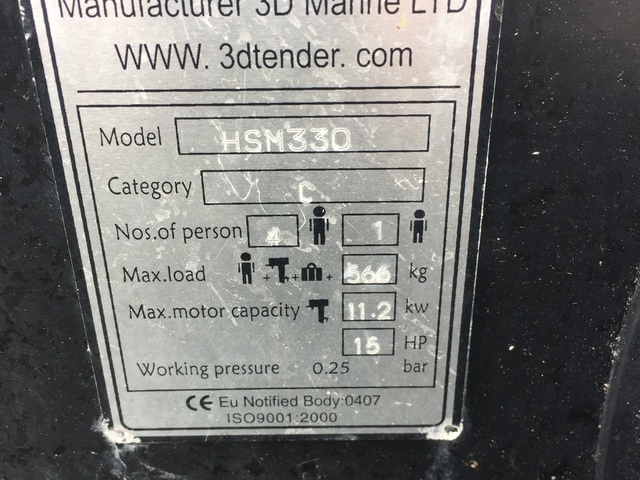 Manufacturer 3D Marine LTD
WWW. 3dtender. com
Model HSM330
Category C
Nos.of person 4 1
Max.load + + + 566 kg
Max.motor capacity 11.2 kw
15 HP
Working pressure 0.25 bar
CE Eu Notified Body:0407
ISO9001:2000